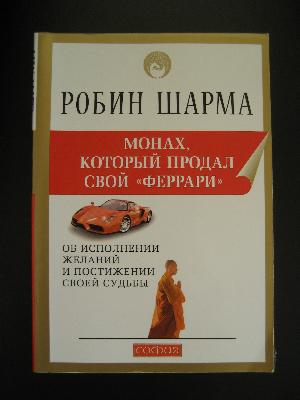 РОБИН ШАРМА
МОНАХ,
КОТОРЫЙ ПРОДАЛ
СВОЙ «ФЕРРАРИ»
ОБ ИСПОЛНЕНИИ
ЖЕЛАНИЙ
И ПОСТИЖЕНИИ
СВОЕЙ СУДЬБЫ
СОФИЯ